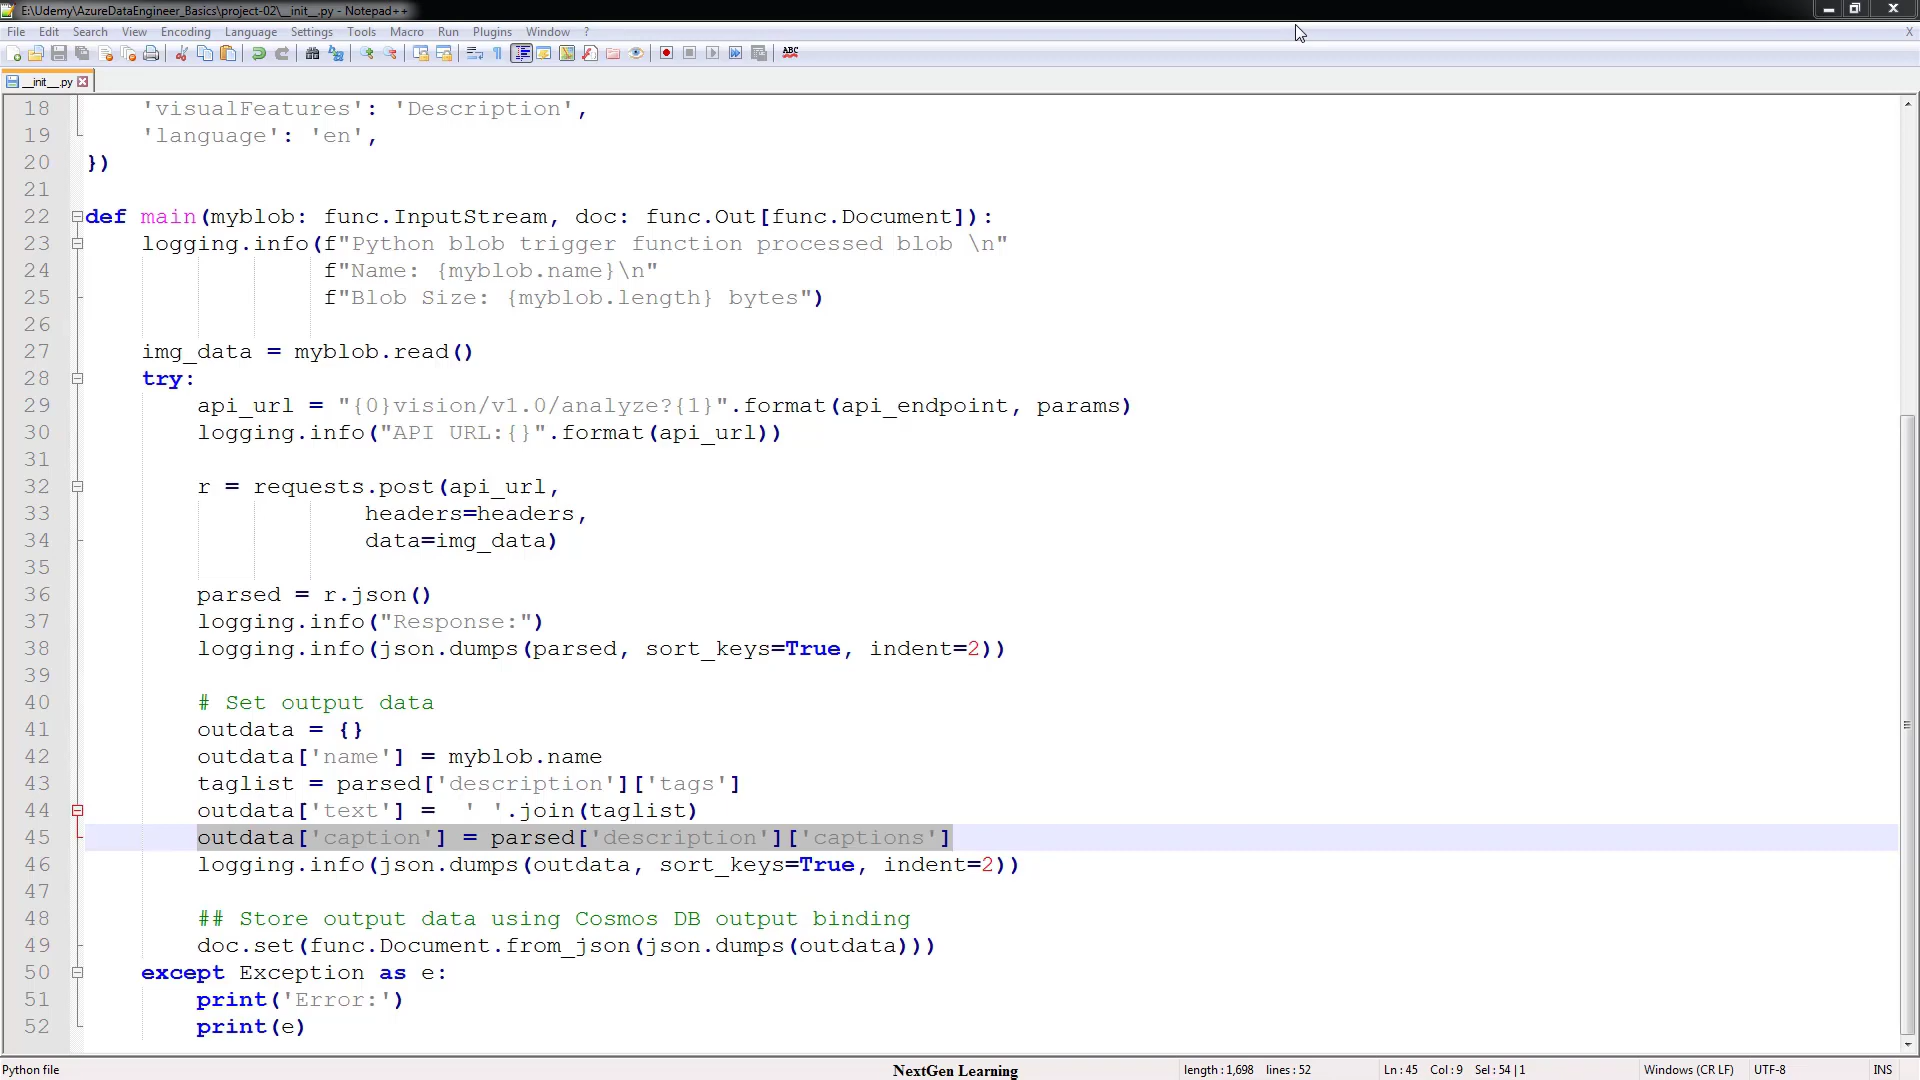 E:\Udemy\AzureDataEngineer_Basics\project-02\__init__.py - Notepad++
File Edit Search View Encoding Language Settings Tools Macro Run Plugins Window ? X
__init__.py
18 'visualFeatures': 'Description',
19 'language': 'en',
20 })
21
22 def main(myblob: func.InputStream, doc: func.Out[func.Document]):
23 logging.info(f"Python blob trigger function processed blob \n"
24 f"Name: {myblob.name}\n"
25 f"Blob Size: {myblob.length} bytes")
26
27 img_data = myblob.read()
28 try:
29 api_url = "{0}vision/v1.0/analyze?{1}".format(api_endpoint, params)
30 logging.info("API URL:{}".format(api_url))
31
32 r = requests.post(api_url,
33 headers=headers,
34 data=img_data)
35
36 parsed = r.json()
37 logging.info("Response:")
38 logging.info(json.dumps(parsed, sort_keys=True, indent=2))
39
40 # Set output data
41 outdata = {}
42 outdata['name'] = myblob.name
43 taglist = parsed['description']['tags']
44 outdata['text'] =  ' '.join(taglist)
45 outdata['caption'] = parsed['description']['captions']
46 logging.info(json.dumps(outdata, sort_keys=True, indent=2))
47
48 ## Store output data using Cosmos DB output binding
49 doc.set(func.Document.from_json(json.dumps(outdata)))
50 except Exception as e:
51 print('Error:')
52 print(e)
Python file NextGen Learning length : 1,698 lines : 52 Ln : 45 Col : 9 Sel : 54 | 1 Windows (CR LF) UTF-8 INS